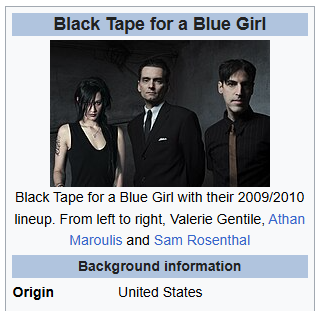 Black Tape for a Blue Girl
Black Tape for a Blue Girl with their 2009/2010
lineup. From left to right, Valerie Gentile, Athan
Maroulis and Sam Rosenthal
Background information
Origin United States